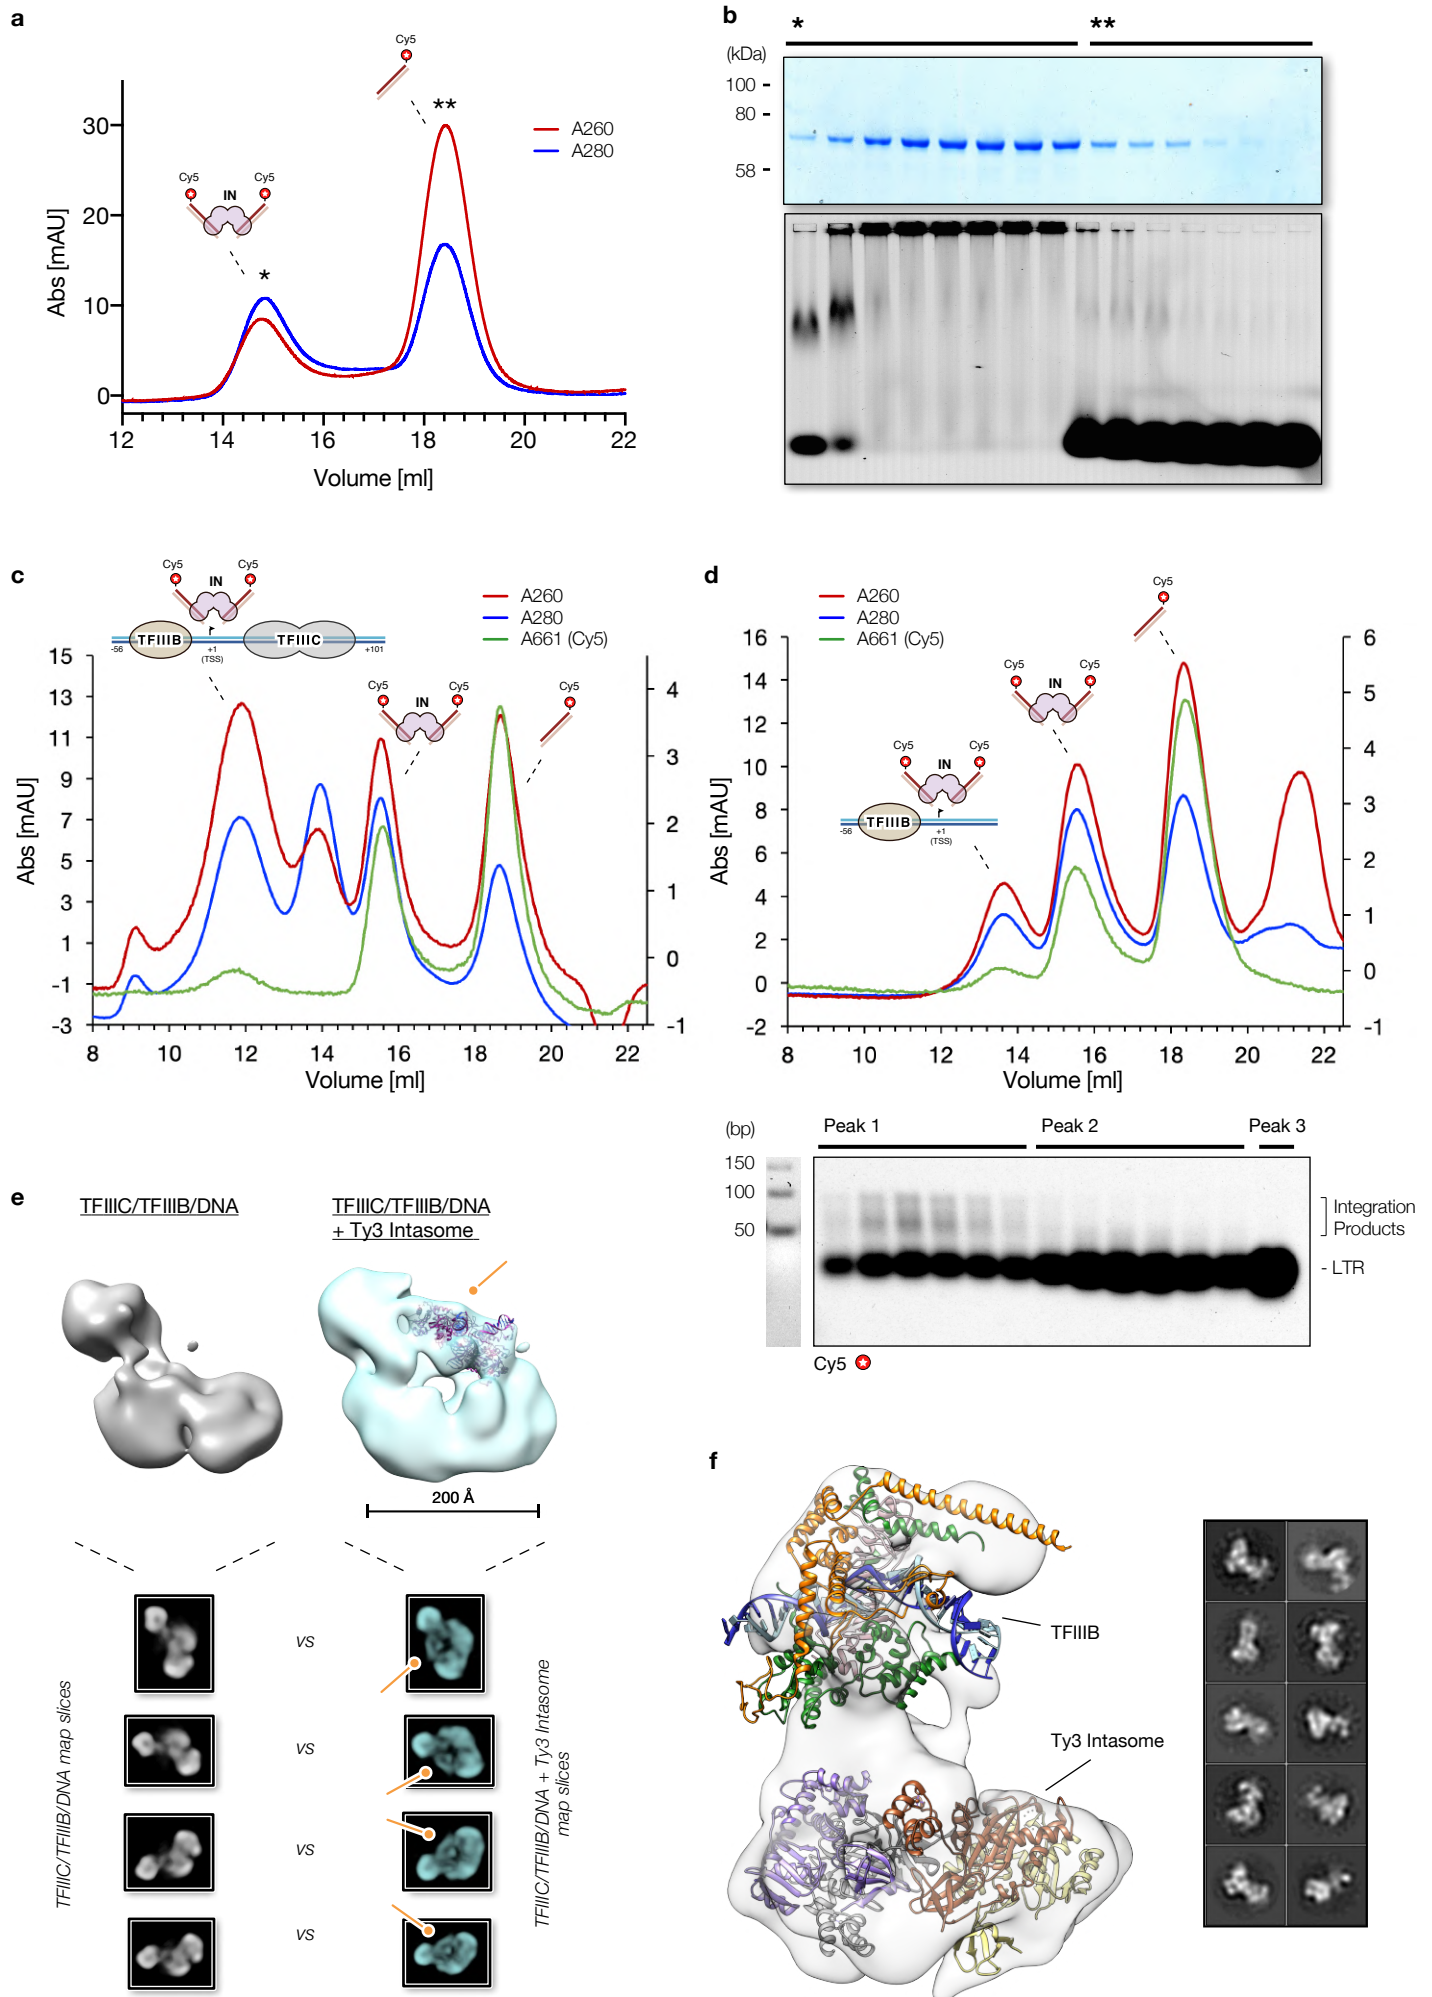 a
Cy5
**
30
A260
A280
Cy5
Cy5
IN
20
*
10
0
Abs [mAU]
12
14
16
18
20
22
Volume [ml]
b
*
**
(kDa)
100
80
58
c
Cy5
Cy5
IN
TFIIIB
TFIIIC
-56
+1
(TSS)
+101
A260
A280
A661 (Cy5)
Cy5
Cy5
IN
Cy5
15
13
11
9
7
5
3
1
-1
-3
Abs [mAU]
4
3
2
1
0
-1
8
10
12
14
16
18
20
22
Volume [ml]
d
A260
A280
A661 (Cy5)
Cy5
Cy5
Cy5
IN
Cy5
Cy5
IN
TFIIIB
-56
+1
(TSS)
16
14
12
10
8
6
4
2
0
-2
Abs [mAU]
6
5
4
3
2
1
0
-1
8
10
12
14
16
18
20
22
Volume [ml]
(bp)
Peak 1
Peak 2
Peak 3
150
100
50
Integration
Products
- LTR
Cy5
e
TFIIIC/TFIIIB/DNA
TFIIIC/TFIIIB/DNA
+ Ty3 Intasome
200 Å
TFIIIC/TFIIIB/DNA map slices
vs
vs
vs
vs
TFIIIC/TFIIIB/DNA + Ty3 Intasome
map slices
f
TFIIIB
Ty3 Intasome